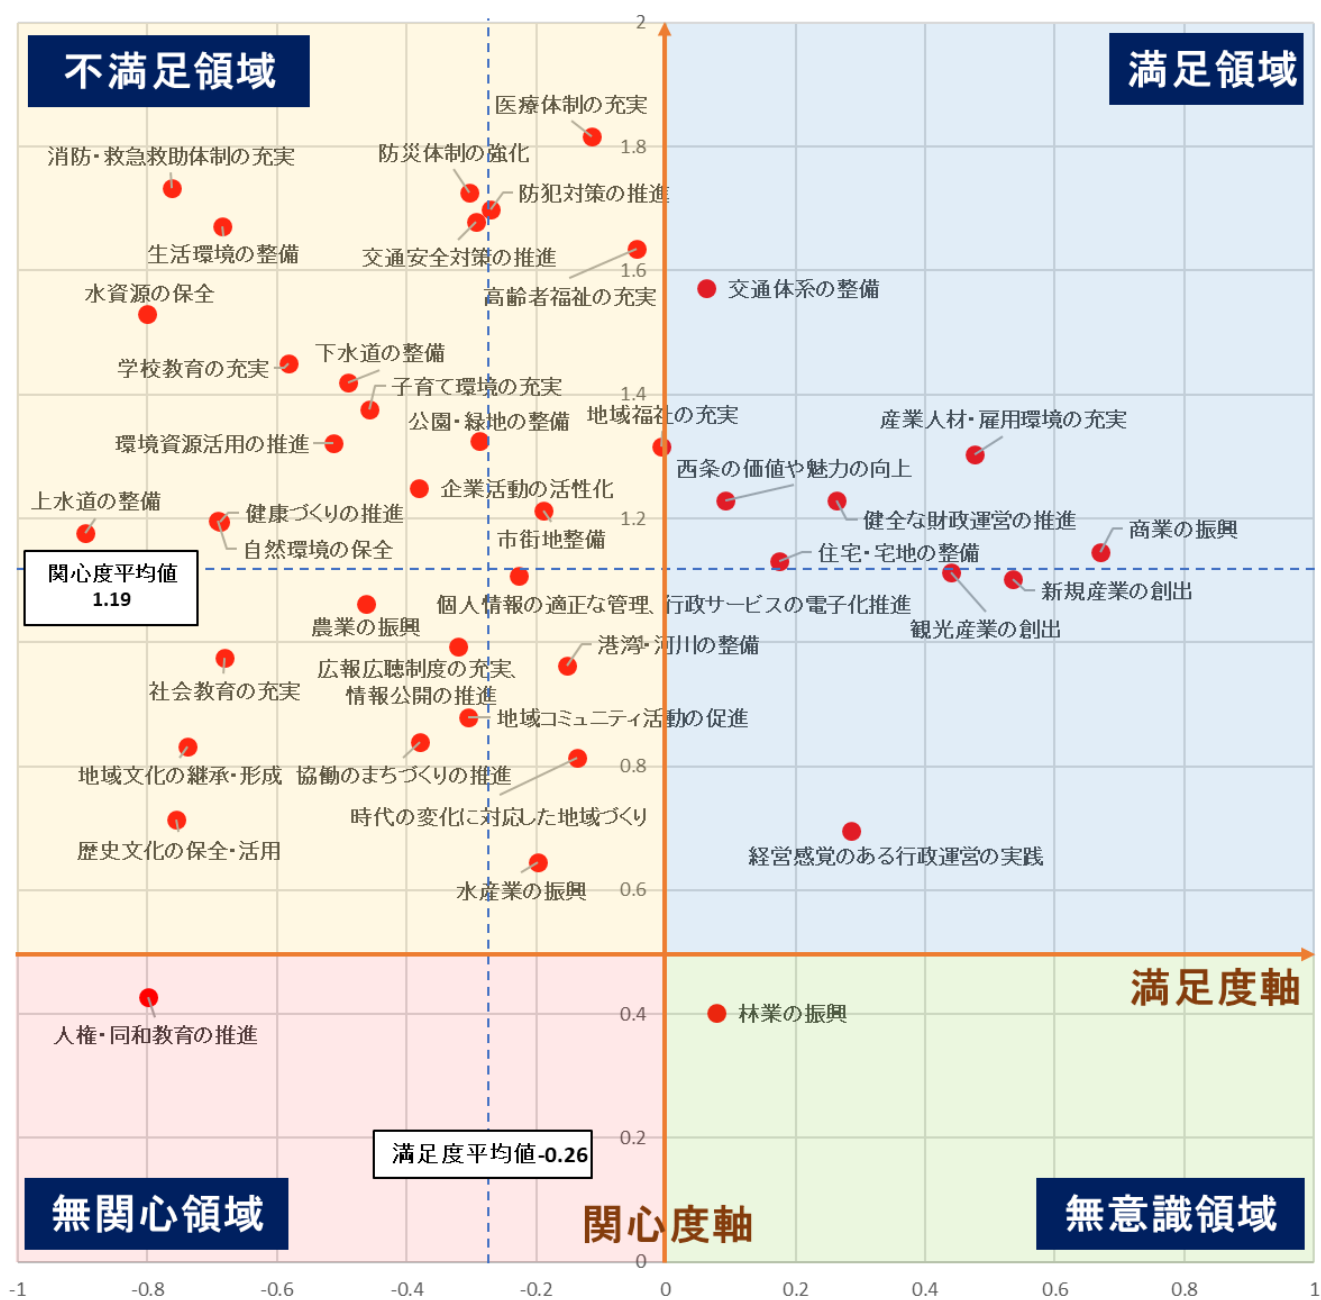 2
不満足領域
満足領域
医療体制の充実
1.8
消防・救急救助体制の充実
防災体制の強化
防犯対策の推進
生活環境の整備
交通安全対策の推進
1.6
水資源の保全
高齢者福祉の充実
交通体系の整備
下水道の整備
学校教育の充実
子育て環境の充実
1.4
公園・緑地の整備
地域福祉の充実
産業人材・雇用環境の充実
環境資源活用の推進
西条の価値や魅力の向上
上水道の整備
企業活動の活性化
健康づくりの推進
1.2
健全な財政運営の推進
商業の振興
自然環境の保全
市街地整備
住宅・宅地の整備
関心度平均値
1.19
新規産業の創出
個人情報の適正な管理、行政サービスの電子化推進
農業の振興
観光産業の創出
港湾・河川の整備
広報広聴制度の充実、
情報公開の推進
社会教育の充実
地域コミュニティ活動の促進
0.8
地域文化の継承・形成
協働のまちづくりの推進
時代の変化に対応した地域づくり
歴史文化の保全・活用
経営感覚のある行政運営の実践
水産業の振興
0.6
満足度軸
0.4
林業の振興
人権・同和教育の推進
0.2
満足度平均値-0.26
無関心領域
関心度軸
無意識領域
0
-1
-0.8
-0.6
-0.4
-0.2
0
0.2
0.4
0.6
0.8
1